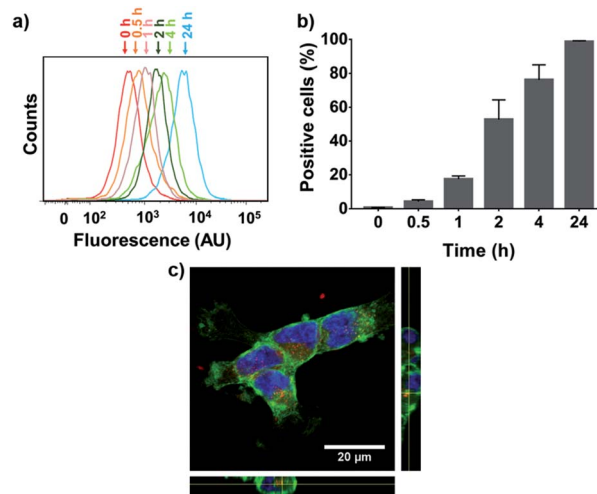 a)
0 h
0.5 h
1 h
2 h
4 h
24 h
Counts
0 10² 10³ 10⁴ 10⁵
Fluorescence (AU)
b)
Positive cells (%)
100
80
60
40
20
0
0 0.5 1 2 4 24
Time (h)
c)
20 µm